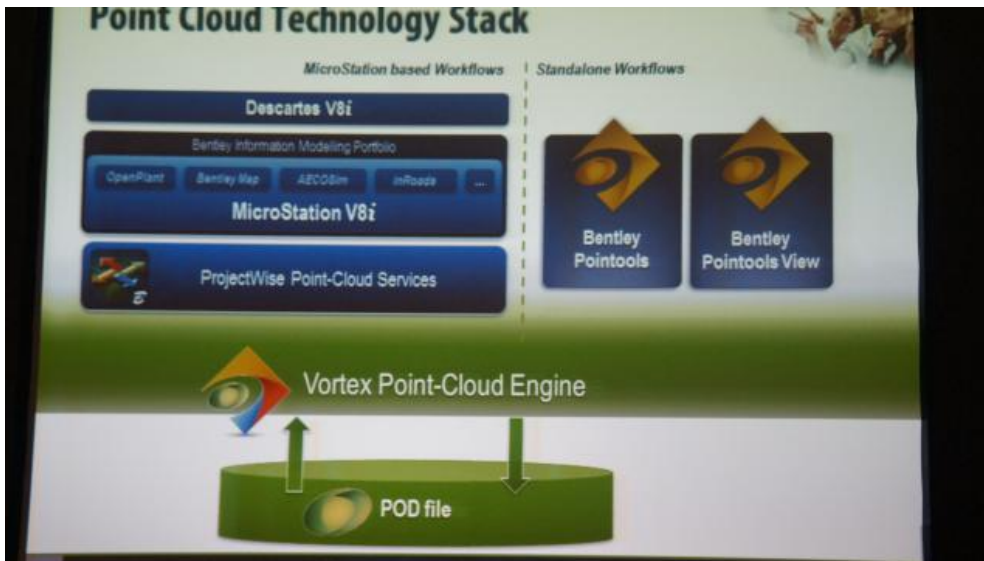 Point Cloud Technology Stack
MicroStation based Workflows
Standalone Workflows
Descartes V8i
Bentley Information Modelling Portfolio
OpenPlant
Bentley Map
AECOSim
InRoads
....
MicroStation V8i
ProjectWise Point-Cloud Services
Bentley
Pointools
Bentley
Pointools View
Vortex Point-Cloud Engine
POD file